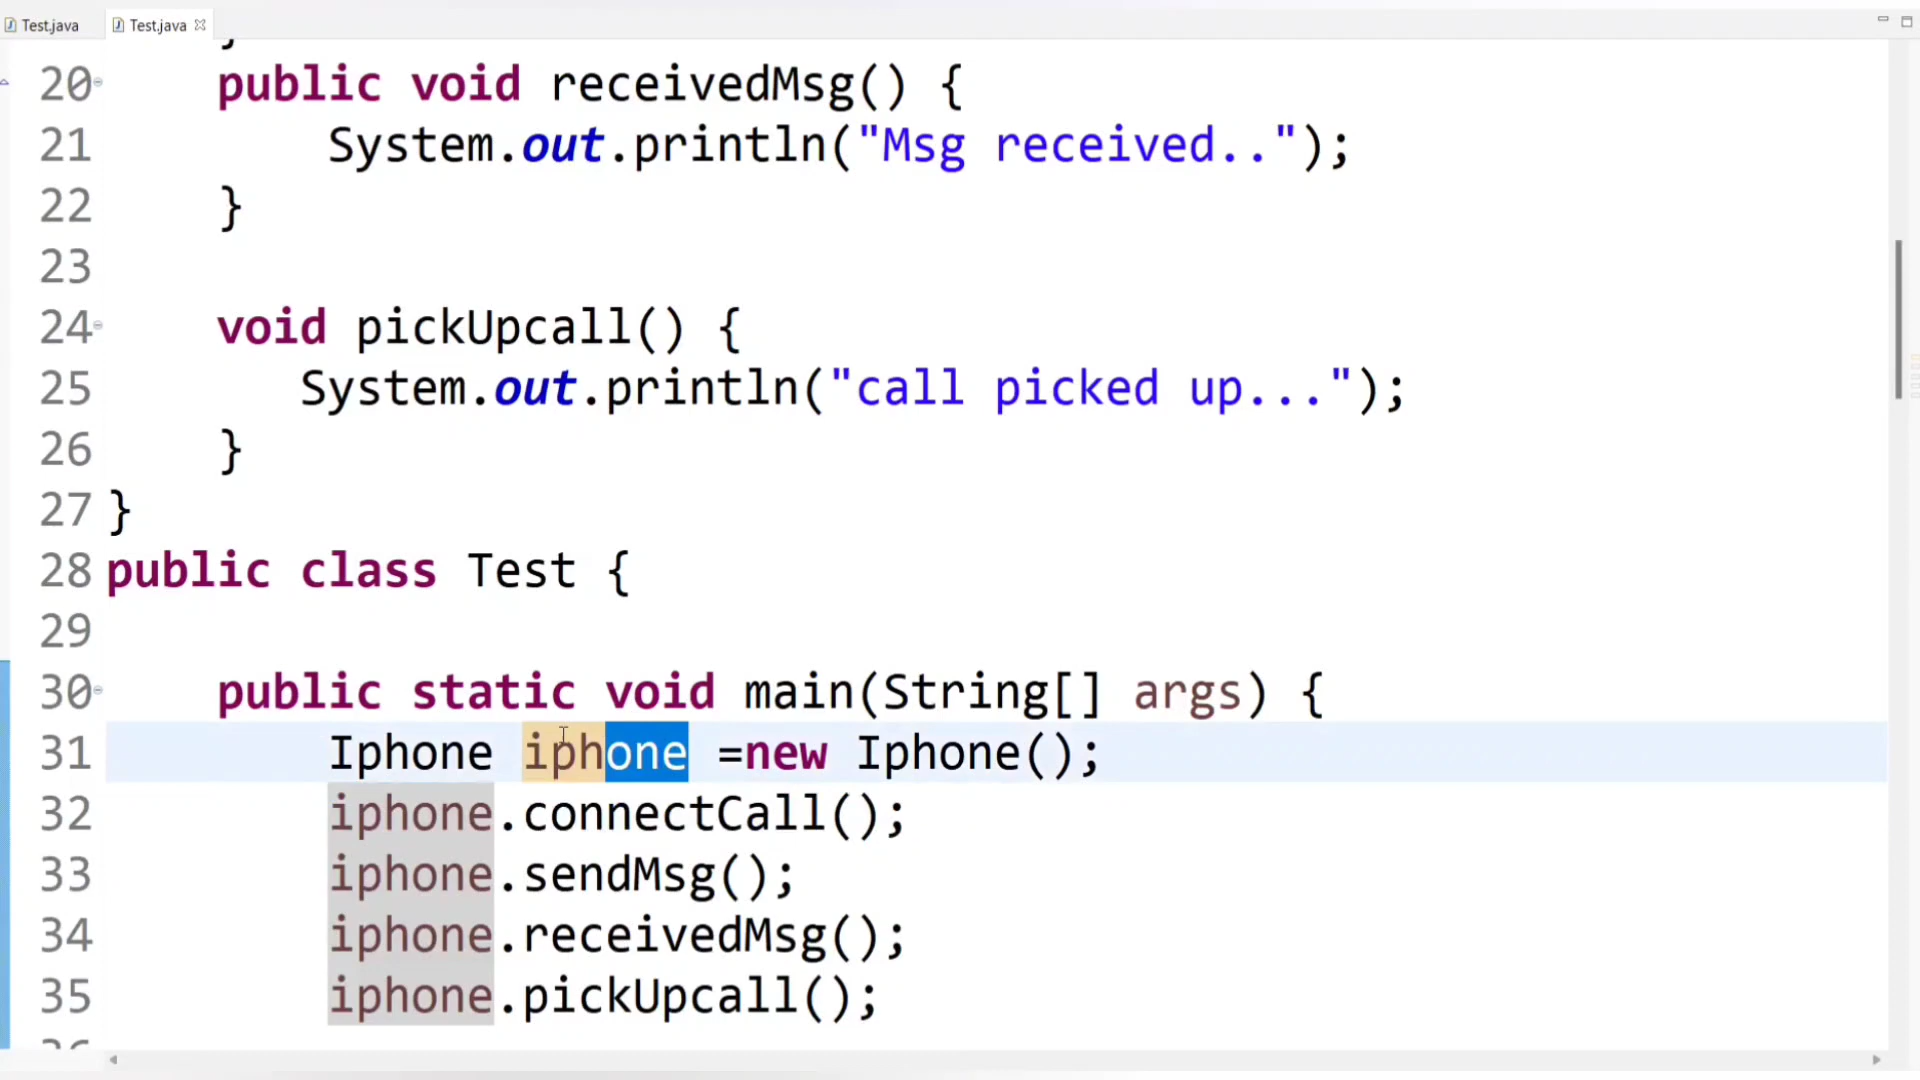 Test.java
Test.java
20 public void receivedMsg() {
21 System.out.println("Msg received..");
22 }
23
24 void pickUpcall() {
25 System.out.println("call picked up...");
26 }
27 }
28 public class Test {
29
30 public static void main(String[] args) {
31 Iphone iphone =new Iphone();
32 iphone.connectCall();
33 iphone.sendMsg();
34 iphone.receivedMsg();
35 iphone.pickUpcall();